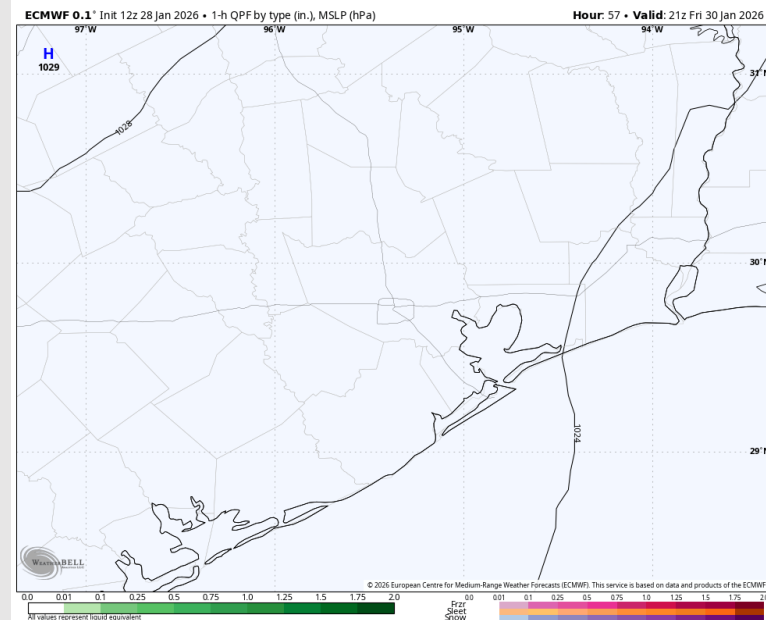 ECMWF 0.1° Init 12z 28 Jan 2026 • 1-h QPF by type (in.), MSLP (hPa)
Hour: 57 • Valid: 21z Fri 30 Jan 2026
97°W 96°W 95°W 94°W
H
1029
31°N
1028
30°N
1024
29°N
WeatherBELL
© 2026 European Centre for Medium-Range Weather Forecasts (ECMWF). This service is based on data and products of the ECMWF
0.0 0.01 0.1 0.25 0.5 0.75 1.0 1.25 1.5 1.75 2.0
0.0 0.01 0.1 0.25 0.5 0.75 1.0 1.25 1.5 1.75 2.0
All values represent liquid equivalent
Frzr
Sleet
Snow